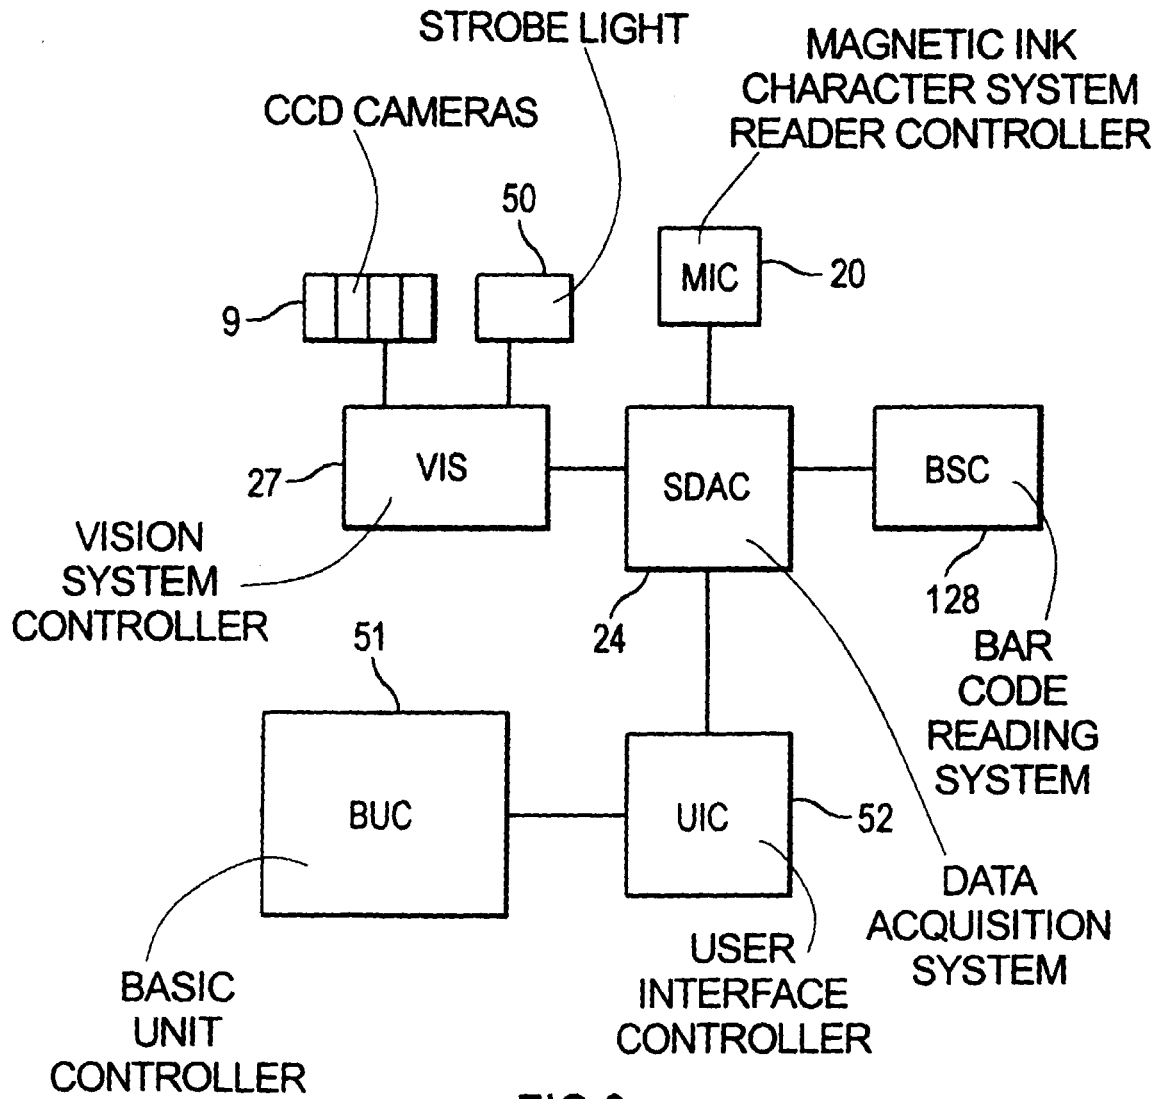 STROBE LIGHT
MAGNETIC INK
CHARACTER SYSTEM
READER CONTROLLER
CCD CAMERAS
50
MIC
20
9
VIS
27
SDAC
BSC
VISION
SYSTEM
CONTROLLER
128
24
51
BAR
CODE
READING
SYSTEM
BUC
UIC
52
DATA
ACQUISITION
SYSTEM
USER
INTERFACE
CONTROLLER
BASIC
UNIT
CONTROLLER